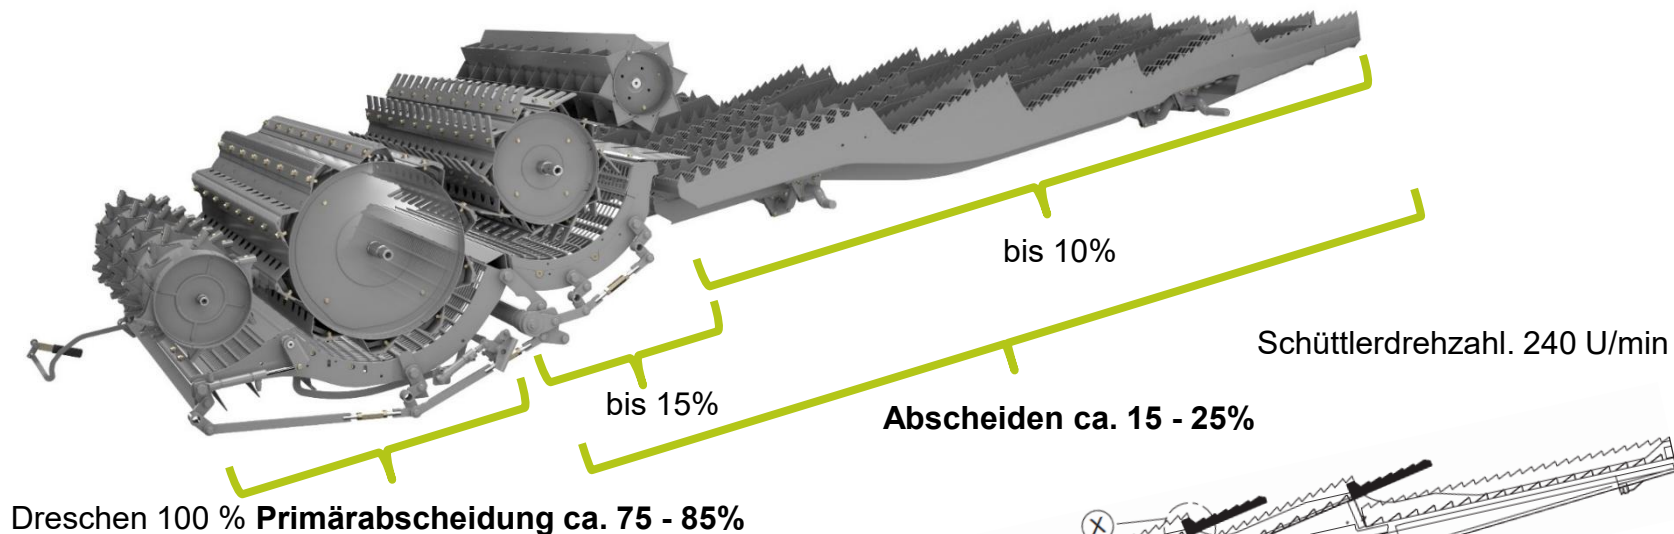 bis 10%
Schüttlerdrehzahl. 240 U/min
bis 15%
Abscheiden ca. 15 - 25%
Dreschen 100 % Primärabscheidung ca. 75 - 85%
X